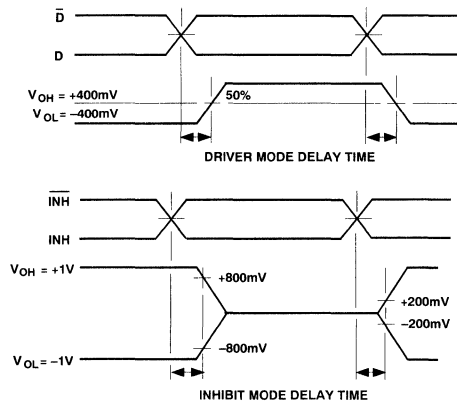 D̅
D
V_OH = +400mV
50%
V_OL = –400mV
DRIVER MODE DELAY TIME
I̅N̅H̅
INH
V_OH = +1V
+800mV
+200mV
–200mV
–800mV
V_OL = –1V
INHIBIT MODE DELAY TIME